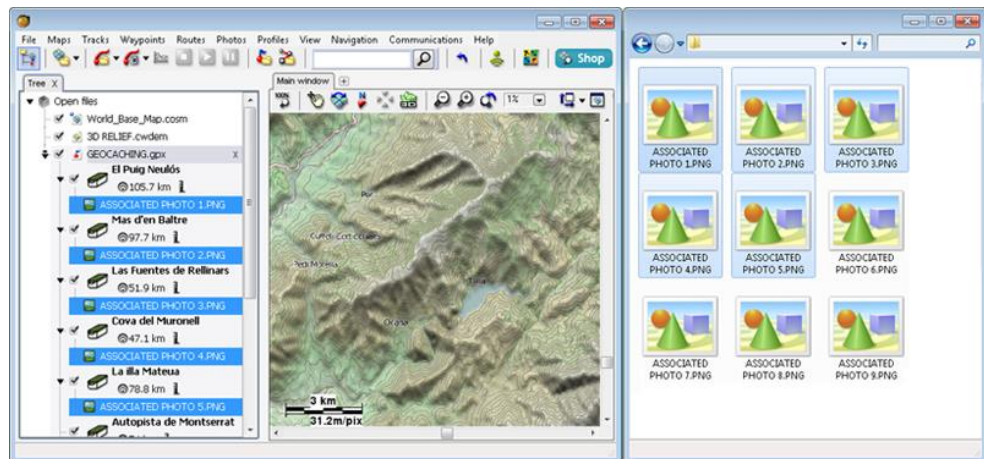 File Maps Tracks Waypoints Routes Photos Profiles View Navigation Communications Help
Shop
Tree X
Main window
100%
1%
Open files
World_Base_Map.cosm
3D RELIEF.cwdem
GEOCACHING.gpx x
El Puig Neulós
105.7 km
ASSOCIATED PHOTO 1.PNG
Mas d'en Baltre
97.7 km
ASSOCIATED PHOTO 2.PNG
Las Fuentes de Rellinars
51.9 km
ASSOCIATED PHOTO 3.PNG
Cova del Muronell
47.1 km
ASSOCIATED PHOTO 4.PNG
La illa Mateua
78.8 km
ASSOCIATED PHOTO 5.PNG
Autopista de Montserrat
Ocaña
3 km
31.2m/pix
ASSOCIATED PHOTO 1.PNG
ASSOCIATED PHOTO 2.PNG
ASSOCIATED PHOTO 3.PNG
ASSOCIATED PHOTO 4.PNG
ASSOCIATED PHOTO 5.PNG
ASSOCIATED PHOTO 6.PNG
ASSOCIATED PHOTO 7.PNG
ASSOCIATED PHOTO 8.PNG
ASSOCIATED PHOTO 9.PNG